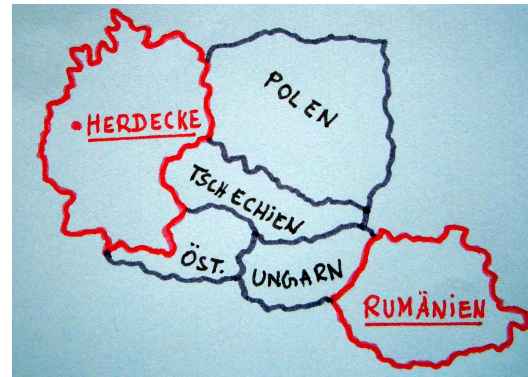 POLEN
HERDECKE
TSCHECHIEN
ÖST.
UNGARN
RUMÄNIEN